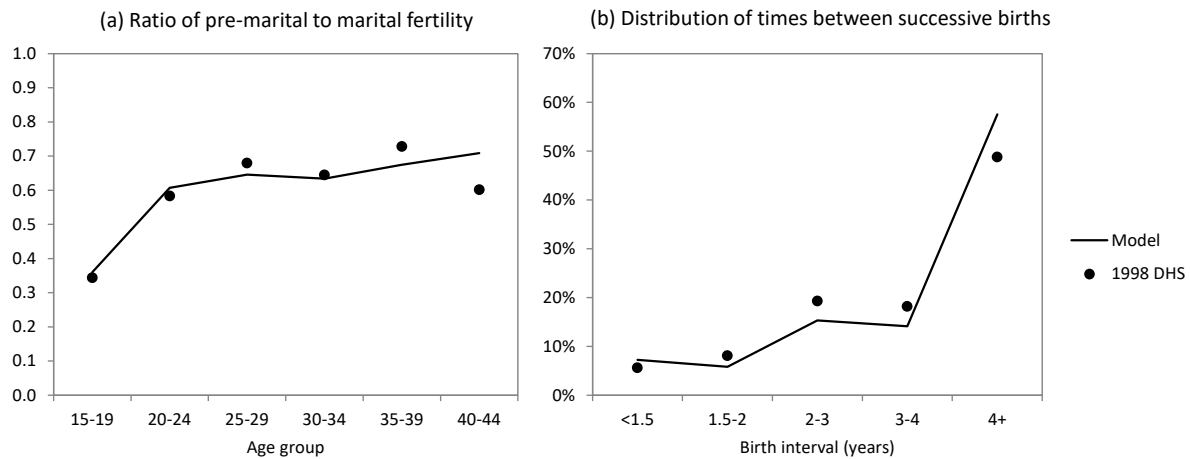 (a) Ratio of pre-marital to marital fertility
1.0
0.9
0.8
0.7
0.6
0.5
0.4
0.3
0.2
0.1
0.0
15-19 20-24 25-29 30-34 35-39 40-44
Age group
(b) Distribution of times between successive births
70%
60%
50%
40%
30%
20%
10%
0%
<1.5 1.5-2 2-3 3-4 4+
Birth interval (years)
Model
1998 DHS